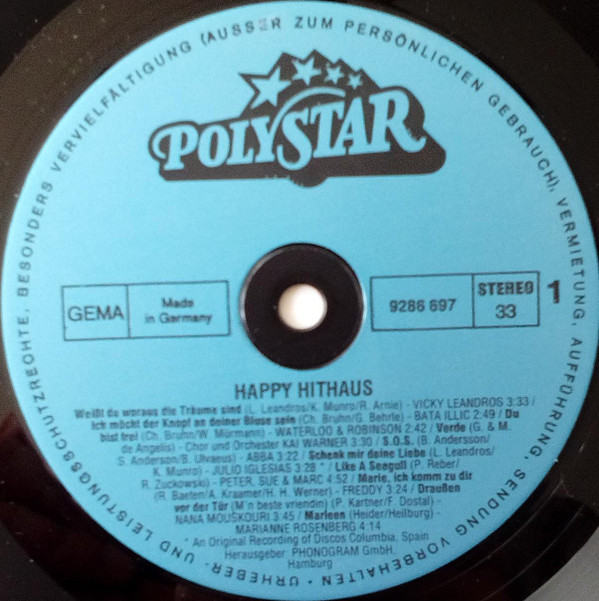 URHEBER- UND LEISTUNGSSCHUTZRECHTE, BESONDERS VERVIELFÄLTIGUNG (AUSSER ZUM PERSÖNLICHEN GEBRAUCH), VERMIETUNG, AUFFÜHRUNG, SENDUNG VORBEHALTEN •
POLYSTAR
GEMA
Made
in Germany
9286 697
STEREO
33
1
HAPPY HITHAUS
Weißt du woraus die Träume sind (L. Leandros/K. Munro/R. Arnie) - VICKY LEANDROS 3:33 /
Ich möcht der Knopf an deiner Bluse sein (Ch. Bruhn/G. Behrle) - BATA ILLIC 2:49 / Du
bist frei (Ch. Bruhn/W. Mürmann) - WATERLOO & ROBINSON 2:42 / Verde (G. & M.
de Angelis) - Chor und Orchester KAI WARNER 3:30 / S.O.S. (B. Andersson/
S. Anderson/B. Ulvaeus) - ABBA 3:22 / Schenk mir deine Liebe (L. Leandros/
K. Munro) - JULIO IGLESIAS 3:28 * / Like A Seagull (P. Reber/
R. Zuckowski) - PETER, SUE & MARC 4:52 / Marie, ich komm zu dir
(R. Baeten/A. Kraamer/H. H. Werner) - FREDDY 3:24 / Draußen
vor der Tür (M'n beste vriendin) (P. Kartner/F. Dostal) -
NANA MOUSKOURI 3:45 / Marleen (Heider/Heilburg) -
MARIANNE ROSENBERG 4:14
* An Original Recording of Discos Columbia, Spain
Herausgeber: PHONOGRAM GmbH,
Hamburg